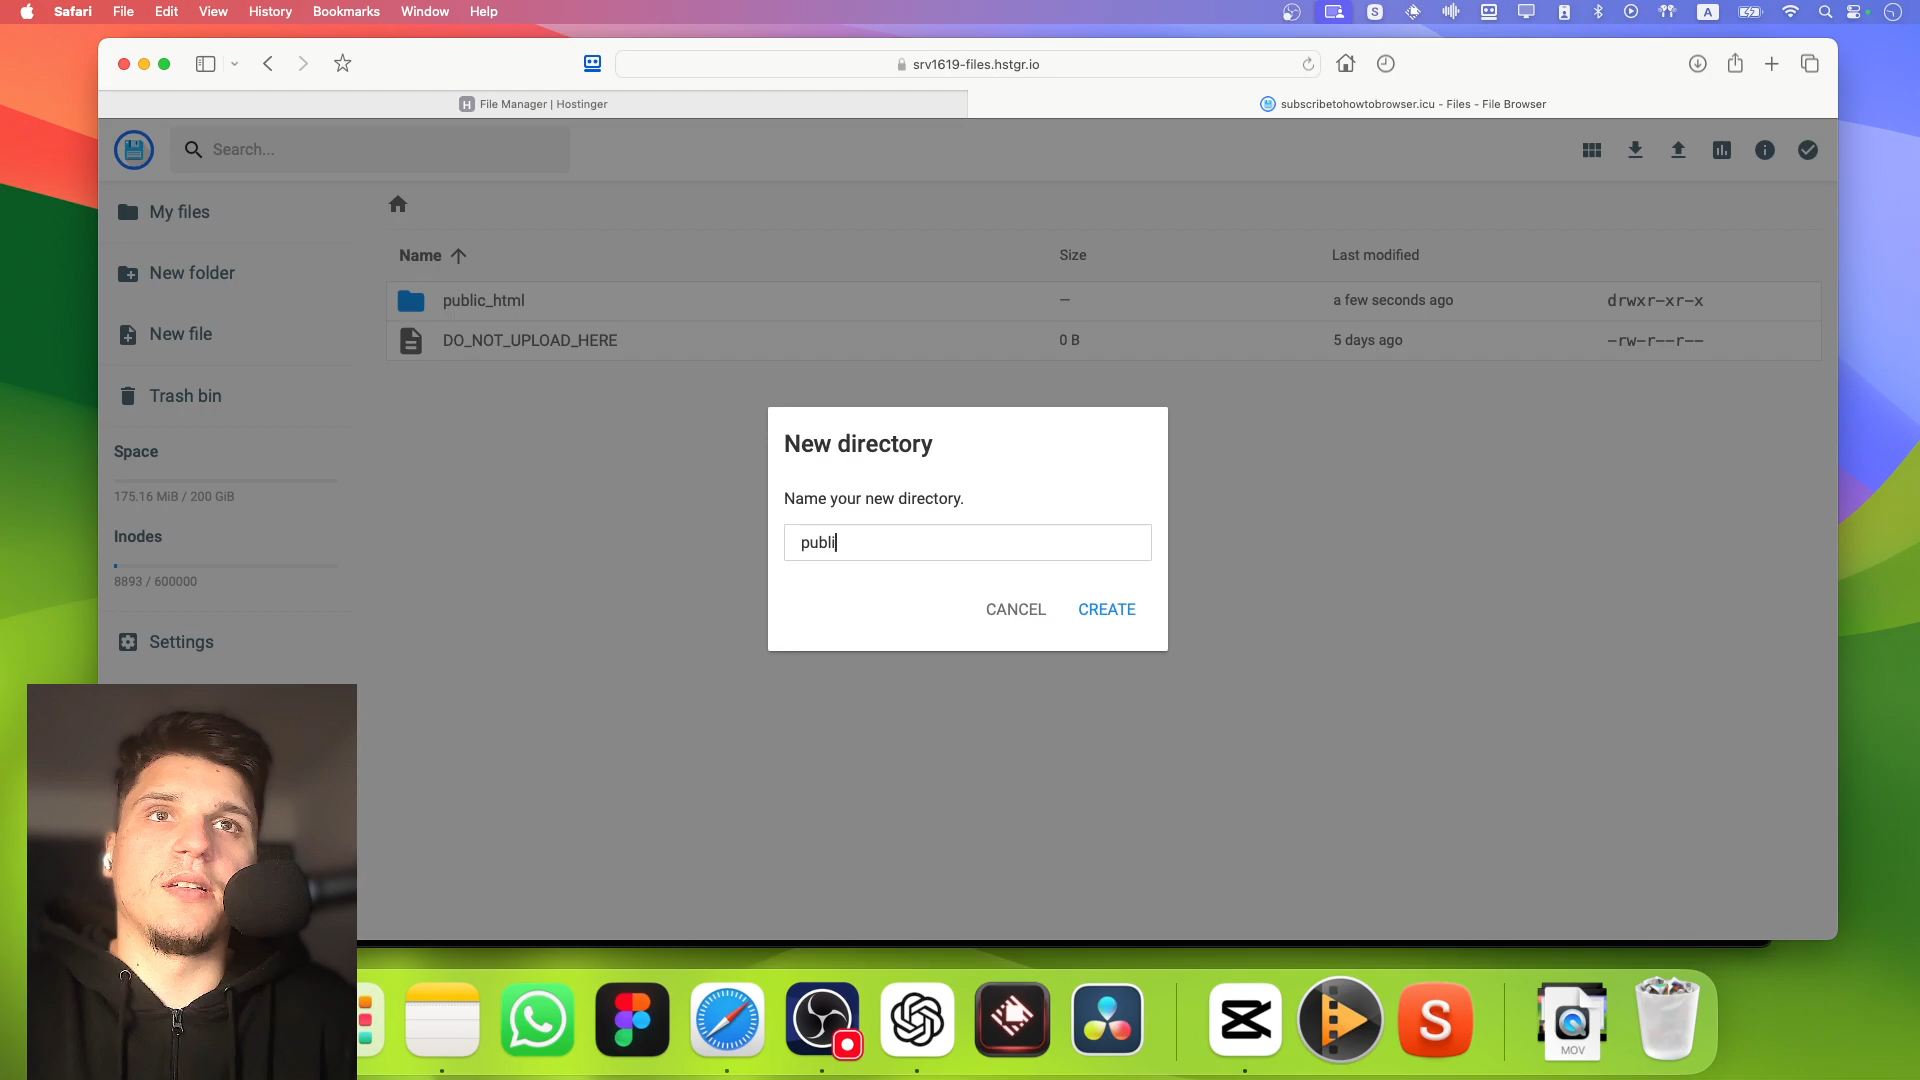 Safari File Edit View History Bookmarks Window Help
S
A
srv1619-files.hstgr.io
H File Manager | Hostinger
subscribetohowtobrowser.icu - Files - File Browser
Search...
My files
New folder
New file
Trash bin
Space
175.16 MiB / 200 GiB
Inodes
8893 / 600000
Settings
Name Size Last modified
public_html — a few seconds ago drwxr-xr-x
DO_NOT_UPLOAD_HERE 0 B 5 days ago -rw-r--r--
New directory
Name your new directory.
publi
CANCEL CREATE
S
MOV